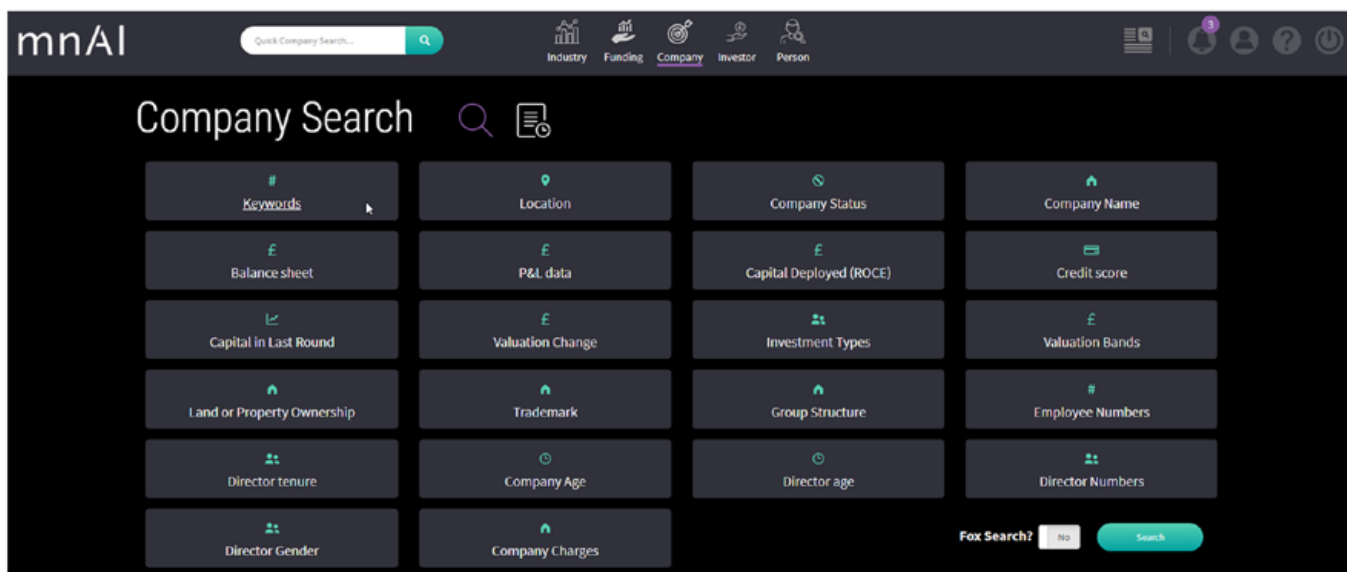 mnAI
Quick Company Search...
Industry Funding Company Investor Person
3
Company Search
# # Keywords
Location
Company Status
Company Name
£ £ £
Balance sheet
P&L data
Capital Deployed (ROCE)
Credit score
£ £
Capital in Last Round
Valuation Change
Investment Types
Valuation Bands
#
Land or Property Ownership
Trademark
Group Structure
Employee Numbers
Director tenure
Company Age
Director age
Director Numbers
Director Gender
Company Charges
Fox Search? No Search